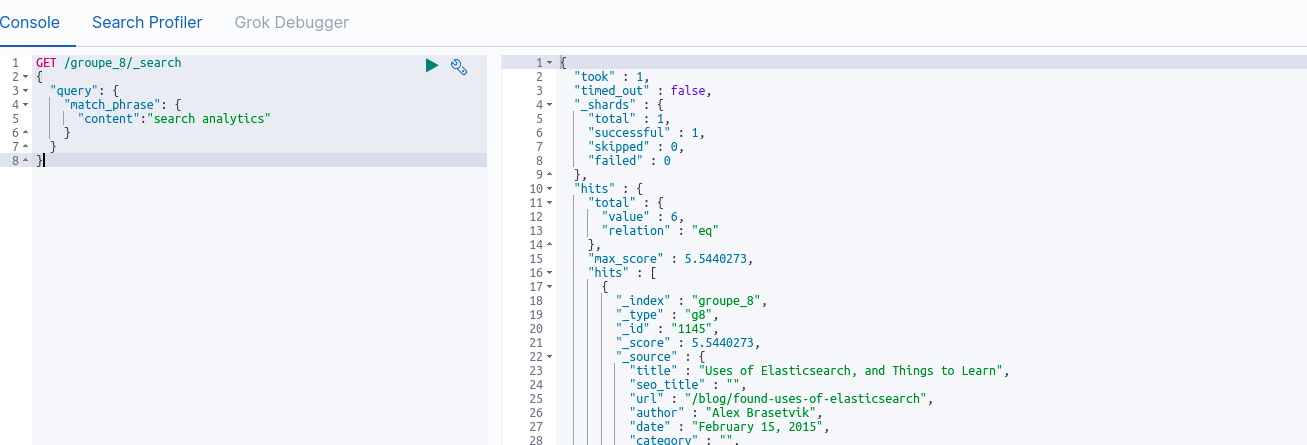 Console Search Profiler Grok Debugger
1 GET /groupe_8/_search
2 {
3 "query": {
4 "match_phrase": {
5 "content":"search analytics"
6 }
7 }
8 }
1 {
2 "took" : 1,
3 "timed_out" : false,
4 "_shards" : {
5 "total" : 1,
6 "successful" : 1,
7 "skipped" : 0,
8 "failed" : 0
9 },
10 "hits" : {
11 "total" : {
12 "value" : 6,
13 "relation" : "eq"
14 },
15 "max_score" : 5.5440273,
16 "hits" : [
17 {
18 "_index" : "groupe_8",
19 "_type" : "g8",
20 "_id" : "1145",
21 "_score" : 5.5440273,
22 "_source" : {
23 "title" : "Uses of Elasticsearch, and Things to Learn",
24 "seo_title" : "",
25 "url" : "/blog/found-uses-of-elasticsearch",
26 "author" : "Alex Brasetvik",
27 "date" : "February 15, 2015",
28 "category" : "",